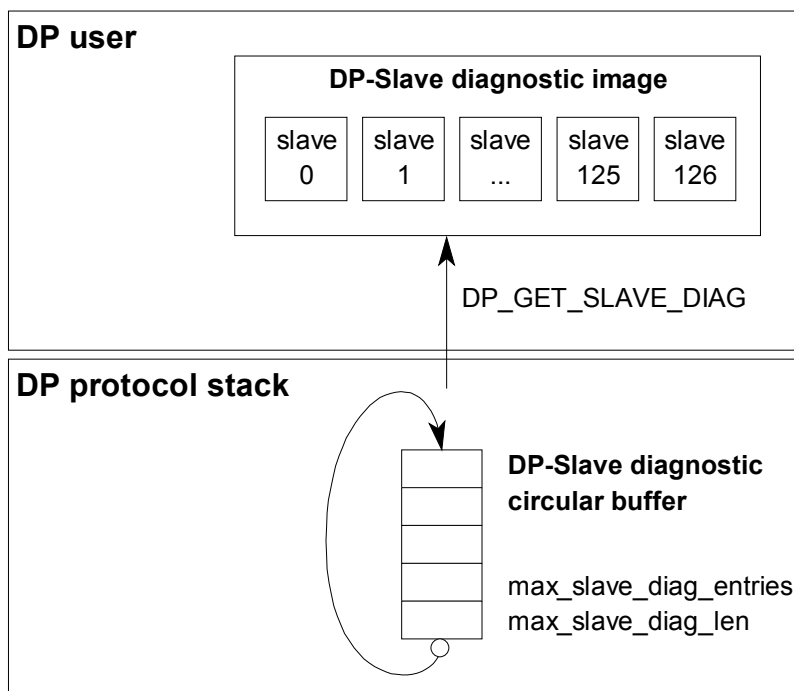 DP user
DP-Slave diagnostic image
slave slave slave slave slave
0 1 ... 125 126
DP_GET_SLAVE_DIAG
DP protocol stack
DP-Slave diagnostic
circular buffer
max_slave_diag_entries
max_slave_diag_len